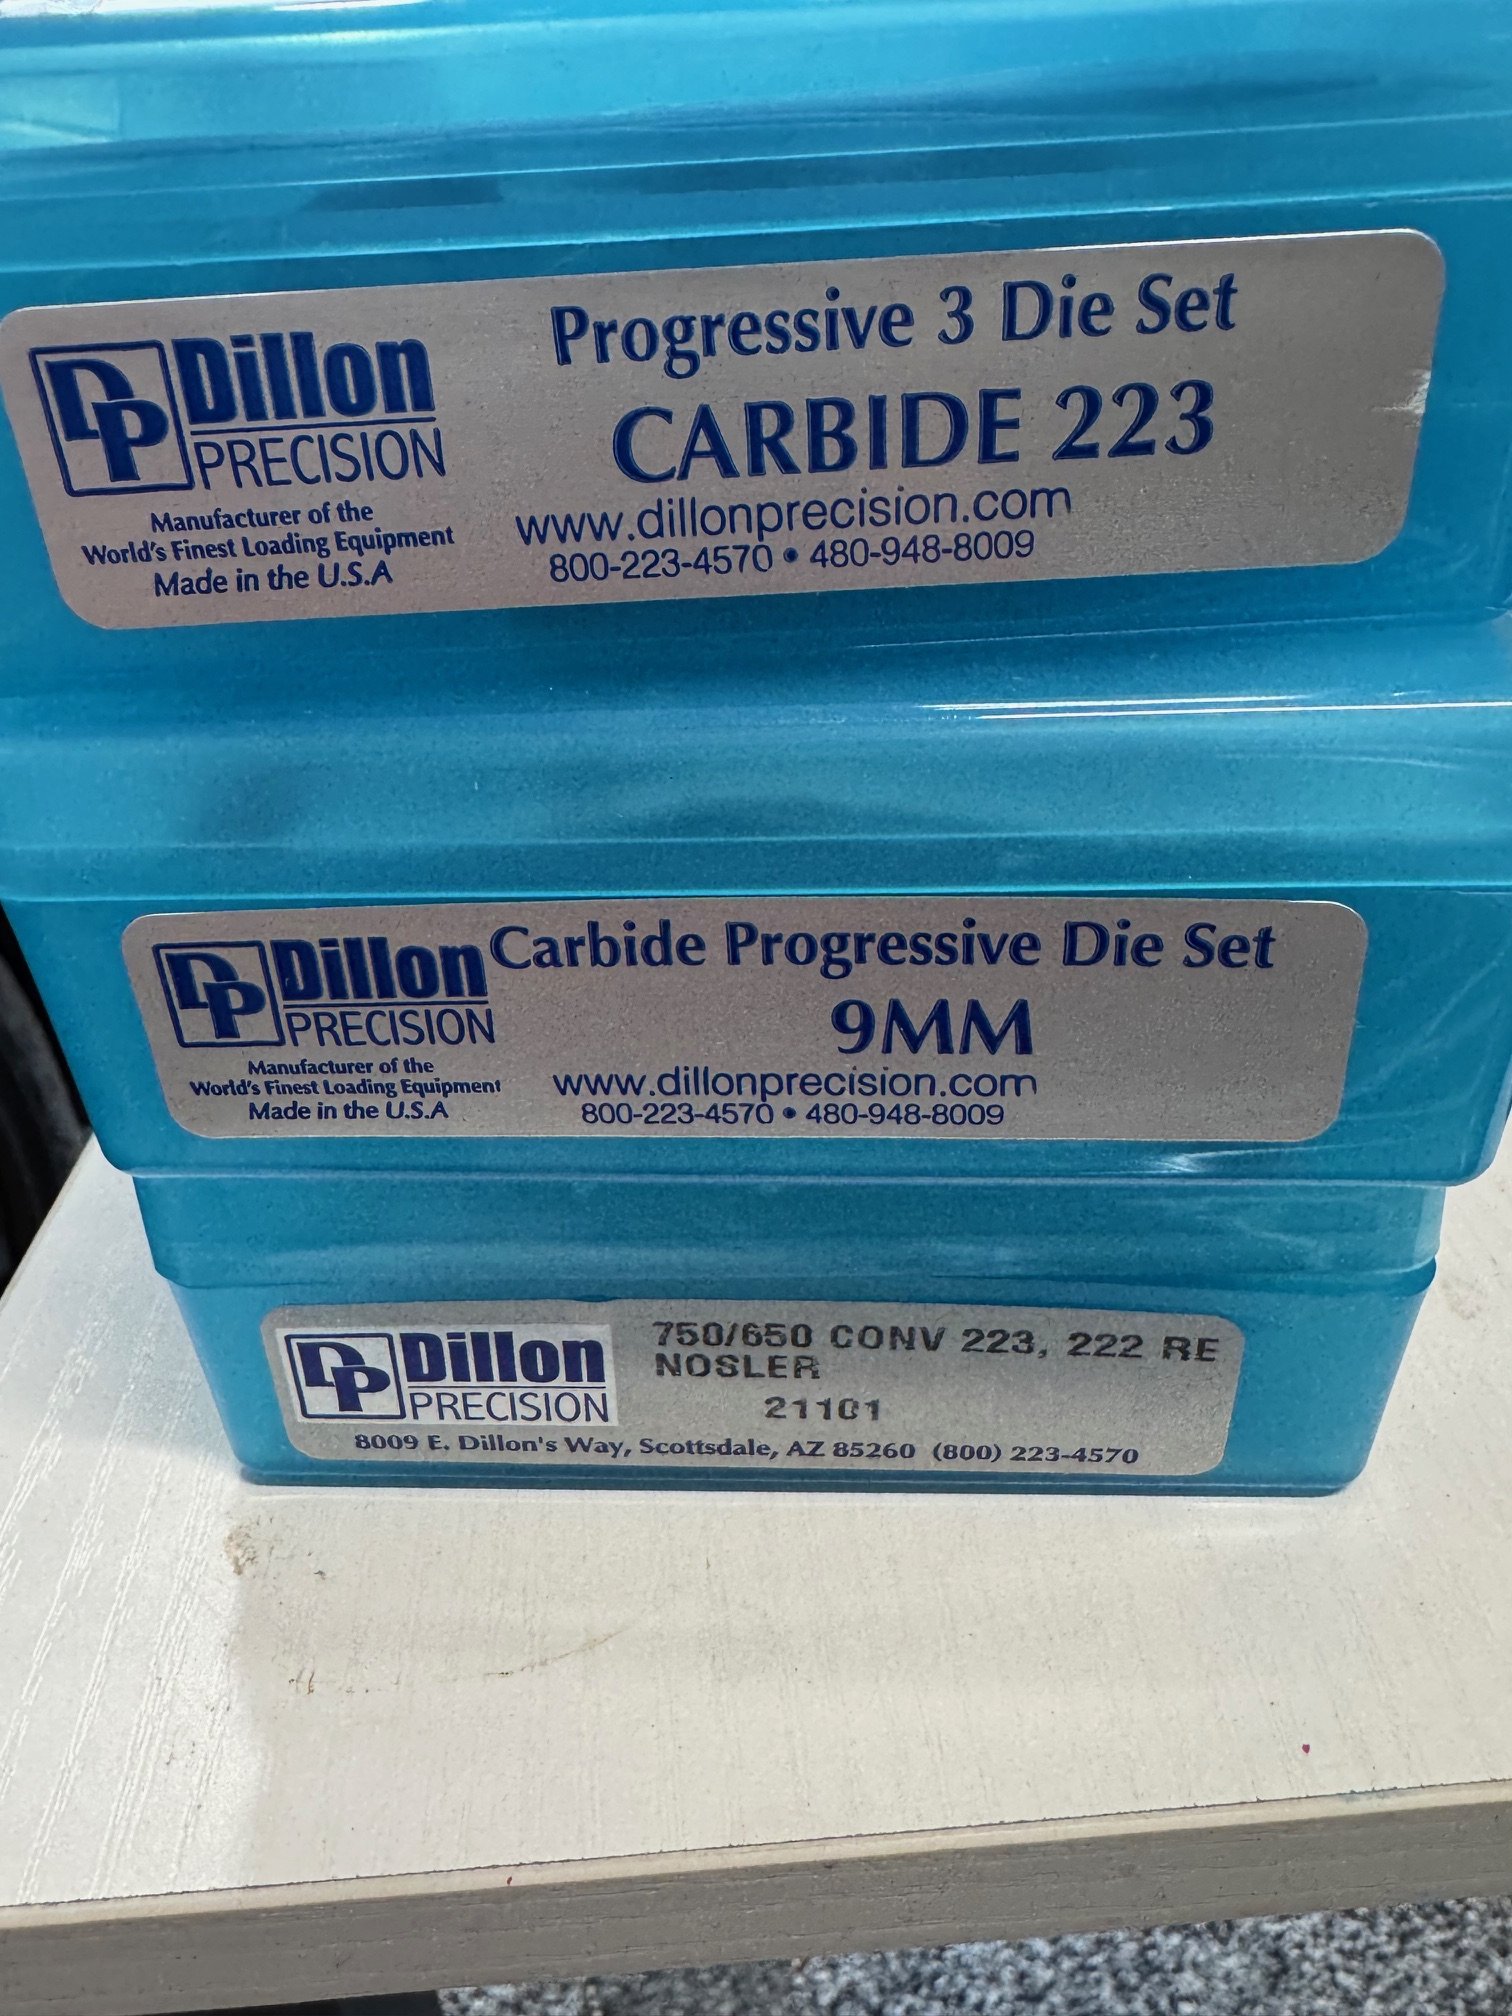 DP Dillon
PRECISION
Manufacturer of the
World's Finest Loading Equipment
Made in the U.S.A
Progressive 3 Die Set
CARBIDE 223
www.dillonprecision.com
800-223-4570 • 480-948-8009
DP Dillon
PRECISION
Manufacturer of the
World's Finest Loading Equipment
Made in the U.S.A
Carbide Progressive Die Set
9MM
www.dillonprecision.com
800-223-4570 • 480-948-8009
DP Dillon
PRECISION
750/650 CONV 223, 222 RE
NOSLER
21101
8009 E. Dillon's Way, Scottsdale, AZ 85260 (800) 223-4570